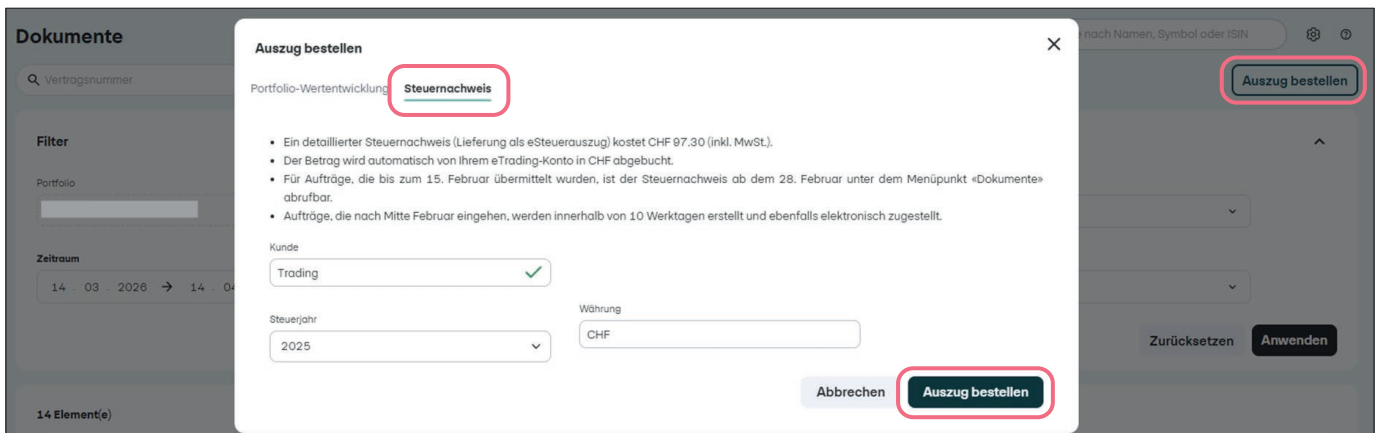 Dokumente
nach Namen, Symbol oder ISIN
Vertragsnummer
Auszug bestellen
Filter
Portfolio
Zeitraum
14 . 03 . 2026 → 14 . 04
Zurücksetzen
Anwenden
14 Element(e)
Auszug bestellen
Portfolio-Wertentwicklung
Steuernachweis
• Ein detaillierter Steuernachweis (Lieferung als eSteuerauszug) kostet CHF 97.30 (inkl. MwSt.).
• Der Betrag wird automatisch von Ihrem eTrading-Konto in CHF abgebucht.
• Für Aufträge, die bis zum 15. Februar übermittelt wurden, ist der Steuernachweis ab dem 28. Februar unter dem Menüpunkt «Dokumente»
abrufbar.
• Aufträge, die nach Mitte Februar eingehen, werden innerhalb von 10 Werktagen erstellt und ebenfalls elektronisch zugestellt.
Kunde
Trading
Steuerjahr
2025
Währung
CHF
Abbrechen
Auszug bestellen